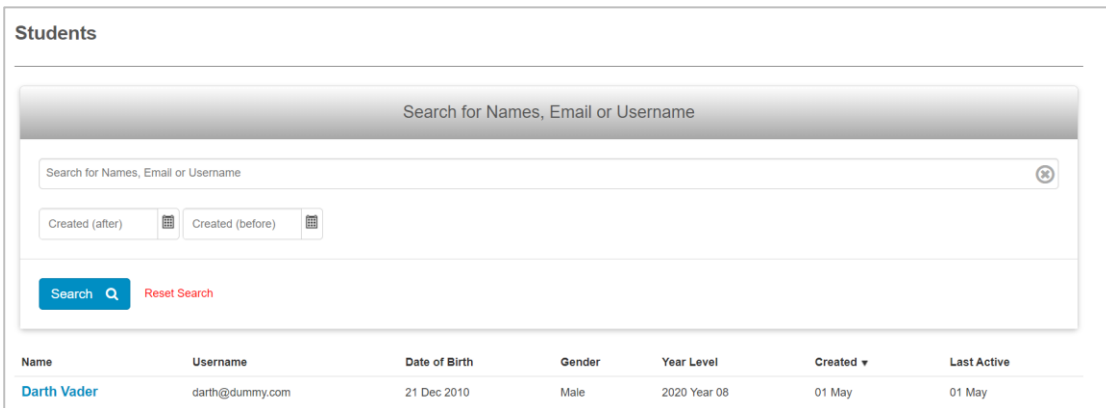 Students
Search for Names, Email or Username
Search for Names, Email or Username
Created (after) Created (before)
Search Reset Search
Name Username Date of Birth Gender Year Level Created ▾ Last Active
Darth Vader darth@dummy.com 21 Dec 2010 Male 2020 Year 08 01 May 01 May